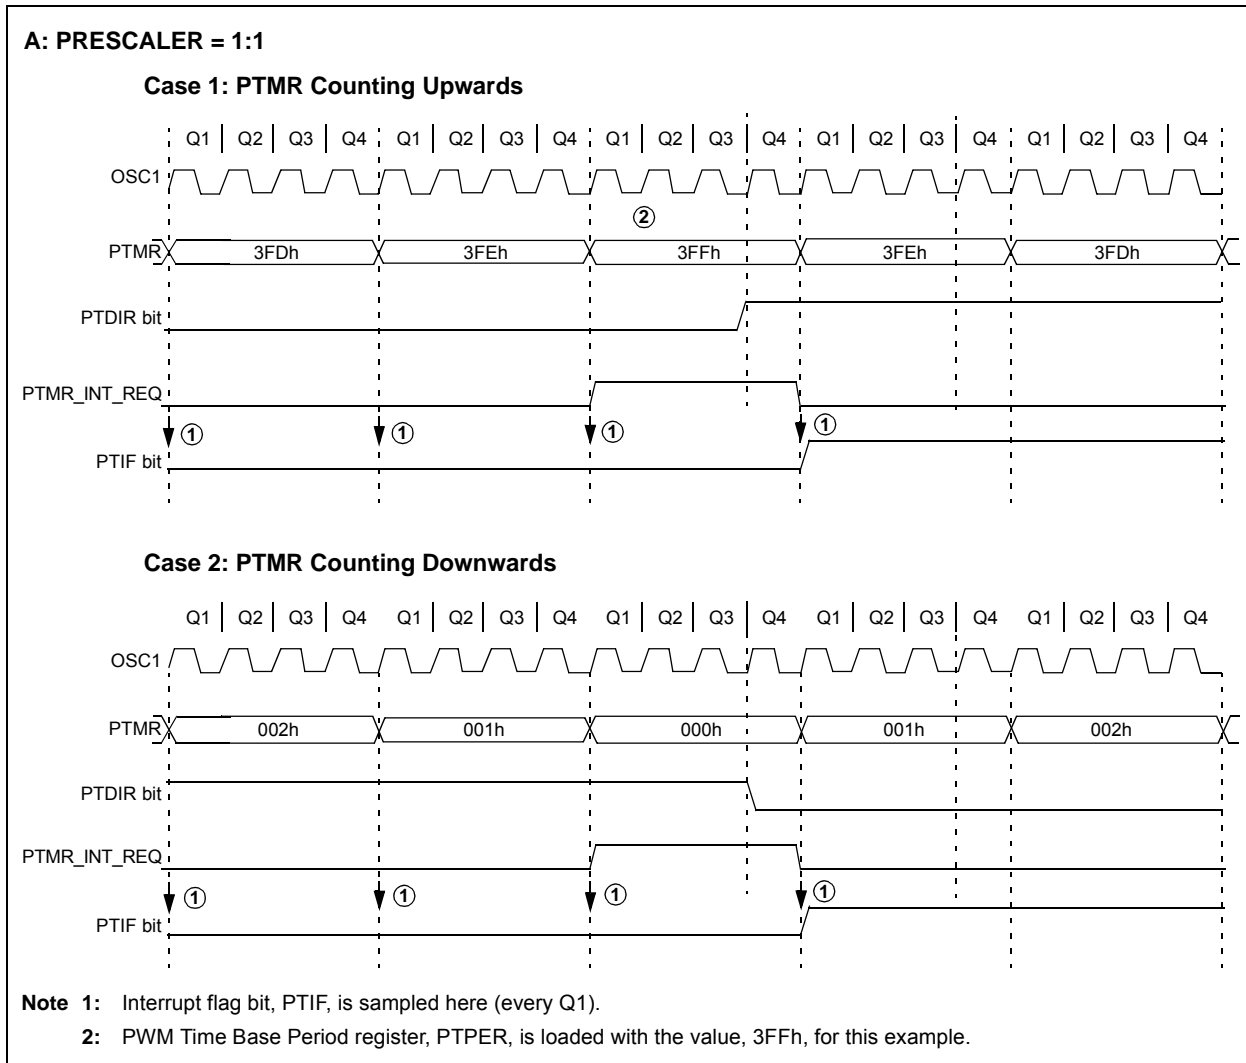 A: PRESCALER = 1:1
Case 1: PTMR Counting Upwards
Q1 Q2 Q3 Q4 Q1 Q2 Q3 Q4 Q1 Q2 Q3 Q4 Q1 Q2 Q3 Q4 Q1 Q2 Q3 Q4
OSC1
2
PTMR 3FDh 3FEh 3FFh 3FEh 3FDh
PTDIR bit
PTMR_INT_REQ
1 1 1 1
PTIF bit
Case 2: PTMR Counting Downwards
Q1 Q2 Q3 Q4 Q1 Q2 Q3 Q4 Q1 Q2 Q3 Q4 Q1 Q2 Q3 Q4 Q1 Q2 Q3 Q4
OSC1
PTMR 002h 001h 000h 001h 002h
PTDIR bit
PTMR_INT_REQ
1 1 1 1
PTIF bit
Note 1: Interrupt flag bit, PTIF, is sampled here (every Q1).
2: PWM Time Base Period register, PTPER, is loaded with the value, 3FFh, for this example.